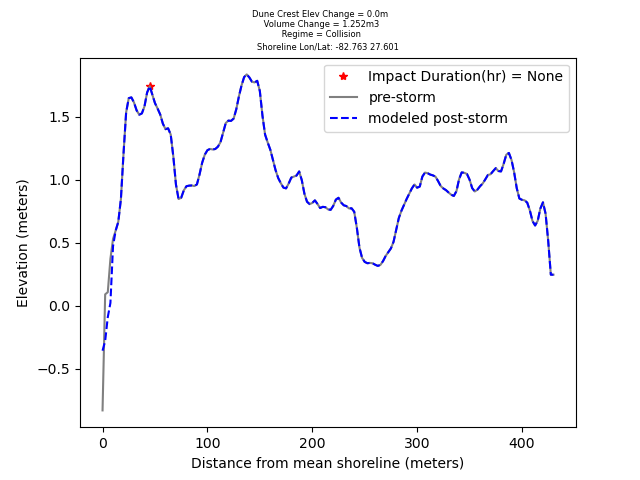 Dune Crest Elev Change = 0.0m
Volume Change = 1.252m3
Regime = Collision
Shoreline Lon/Lat: -82.763 27.601
Impact Duration(hr) = None
pre-storm
modeled post-storm
1.5
1.0
0.5
0.0
−0.5
Elevation (meters)
0
100
200
300
400
Distance from mean shoreline (meters)